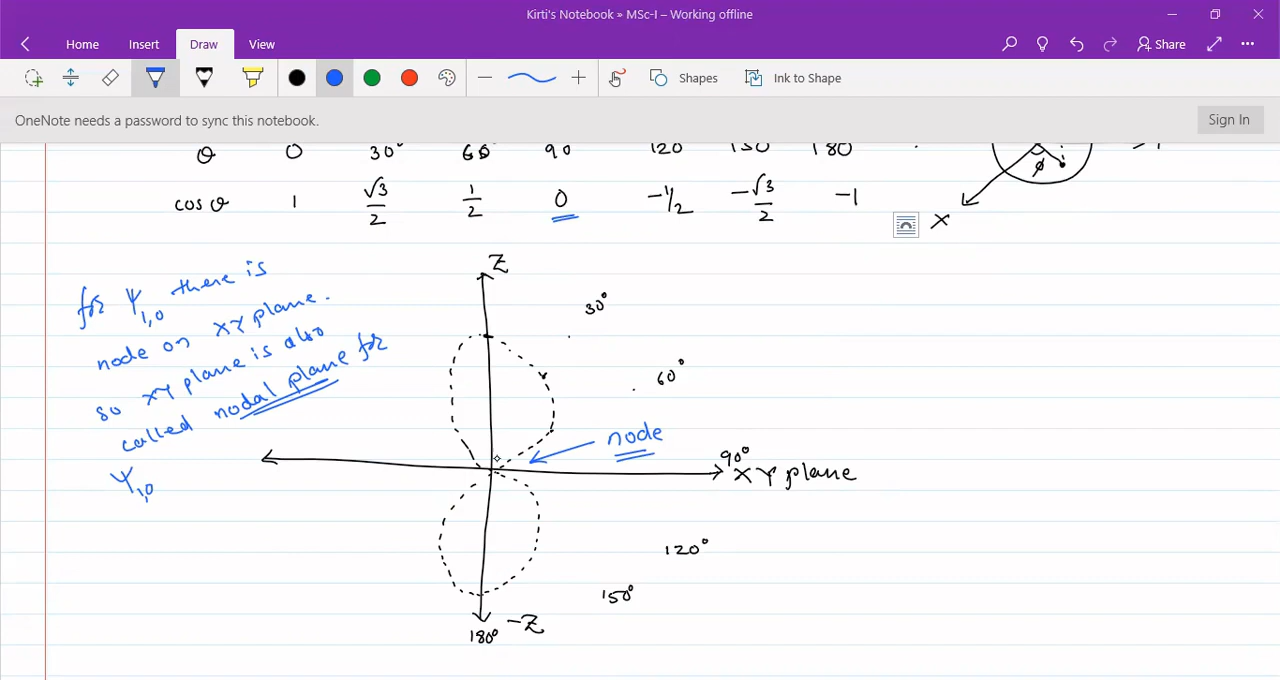 Kirti's Notebook » MSc-I – Working offline
Home Insert Draw View
Share
Shapes
Ink to Shape
OneNote needs a password to sync this notebook.
Sign In
θ 0 30° 60° 90 120 150 180
cos θ 1 √3/2 1/2 0 -1/2 -√3/2 -1
φ
X
Z
30°
for Ψ1,0 there is
node on XY plane.
so XY plane is also
called nodal plane for
Ψ1,0
60°
node
90°
XY plane
120°
150°
180° -Z